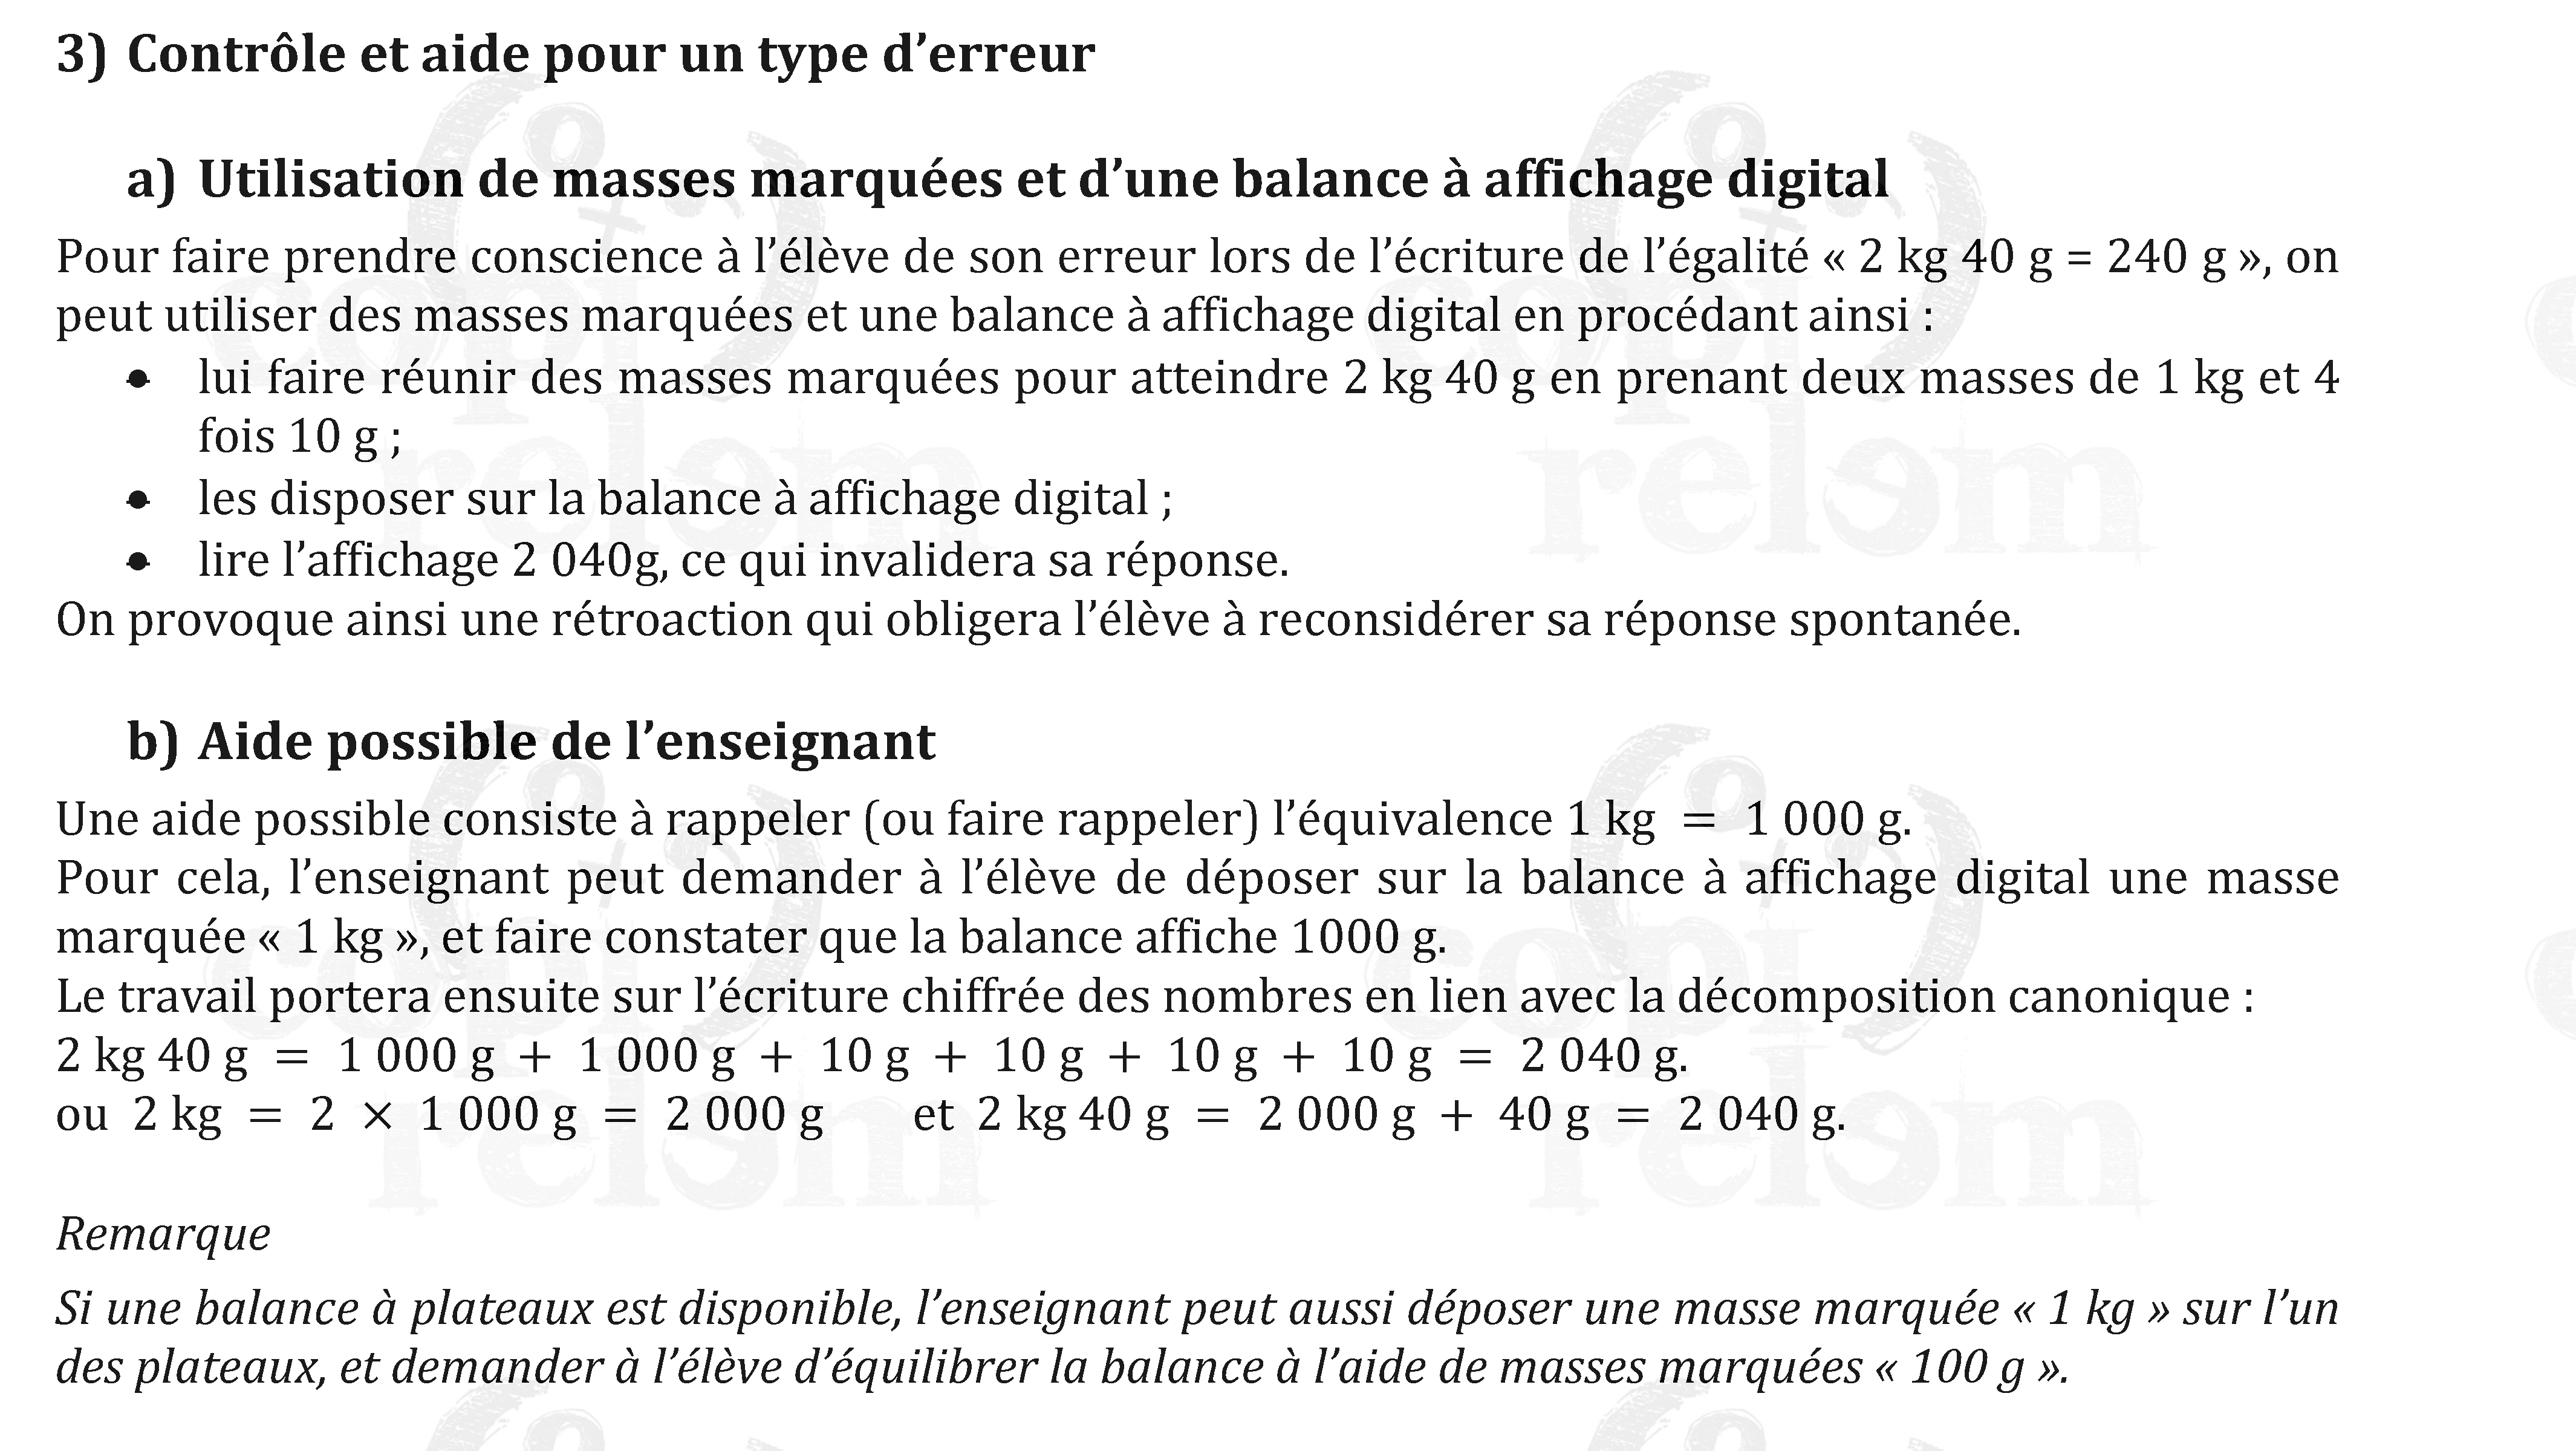 3) Contrôle et aide pour un type d’erreur
a) Utilisation de masses marquées et d’une balance à affichage digital
Pour faire prendre conscience à l’élève de son erreur lors de l’écriture de l’égalité « 2 kg 40 g = 240 g », on
peut utiliser des masses marquées et une balance à affichage digital en procédant ainsi :
• lui faire réunir des masses marquées pour atteindre 2 kg 40 g en prenant deux masses de 1 kg et 4
fois 10 g ;
• les disposer sur la balance à affichage digital ;
• lire l’affichage 2 040g, ce qui invalidera sa réponse.
On provoque ainsi une rétroaction qui obligera l’élève à reconsidérer sa réponse spontanée.
b) Aide possible de l’enseignant
Une aide possible consiste à rappeler (ou faire rappeler) l’équivalence 1 kg = 1 000 g.
Pour cela, l’enseignant peut demander à l’élève de déposer sur la balance à affichage digital une masse
marquée « 1 kg », et faire constater que la balance affiche 1000 g.
Le travail portera ensuite sur l’écriture chiffrée des nombres en lien avec la décomposition canonique :
2 kg 40 g = 1 000 g + 1 000 g + 10 g + 10 g + 10 g + 10 g = 2 040 g.
ou 2 kg = 2 × 1 000 g = 2 000 g et 2 kg 40 g = 2 000 g + 40 g = 2 040 g.
Remarque
Si une balance à plateaux est disponible, l’enseignant peut aussi déposer une masse marquée « 1 kg » sur l’un
des plateaux, et demander à l’élève d’équilibrer la balance à l’aide de masses marquées « 100 g ».
copi
relem
copi
relem
copi
relem
copi
relem